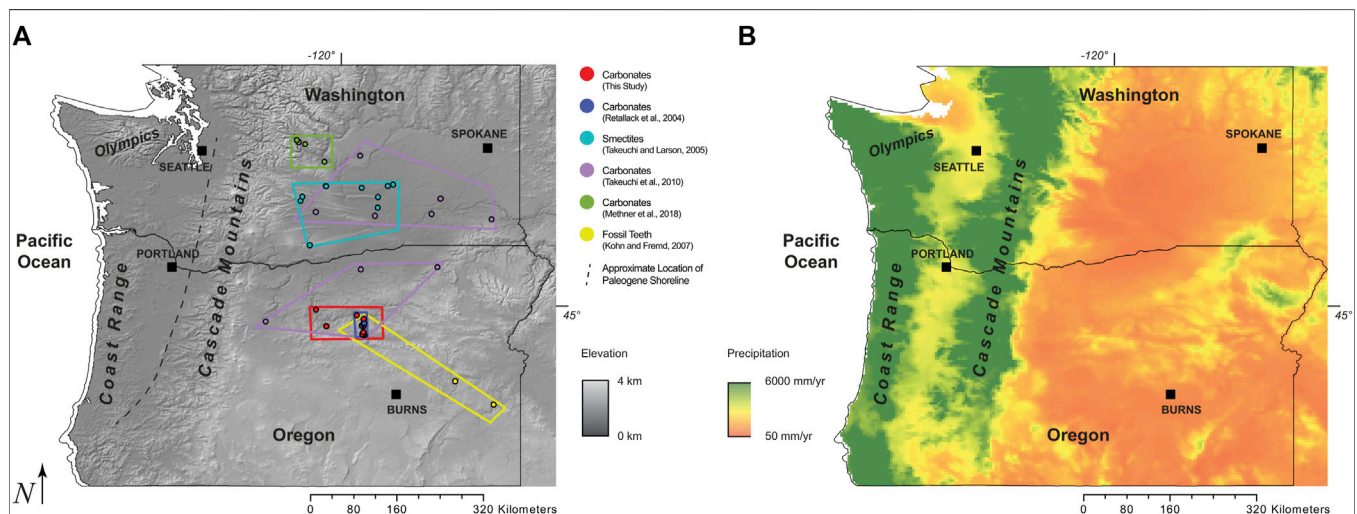 A
-120°
Washington
Olympics
SEATTLE
SPOKANE
Pacific
Ocean
PORTLAND
Coast Range
Cascade Mountains
45°
BURNS
Oregon
N
0 80 160 320 Kilometers
Carbonates
(This Study)
Carbonates
(Retallack et al., 2004)
Smectites
(Takeuchi and Larson, 2005)
Carbonates
(Takeuchi et al., 2010)
Carbonates
(Methner et al., 2018)
Fossil Teeth
(Kohn and Fremd, 2007)
Approximate Location of
Paleogene Shoreline
Elevation
4 km
0 km
B
-120°
Washington
Olympics
SEATTLE
SPOKANE
Pacific
Ocean
PORTLAND
Coast Range
Cascade Mountains
45°
BURNS
Oregon
Precipitation
6000 mm/yr
50 mm/yr
0 40 80 160 320 Kilometers